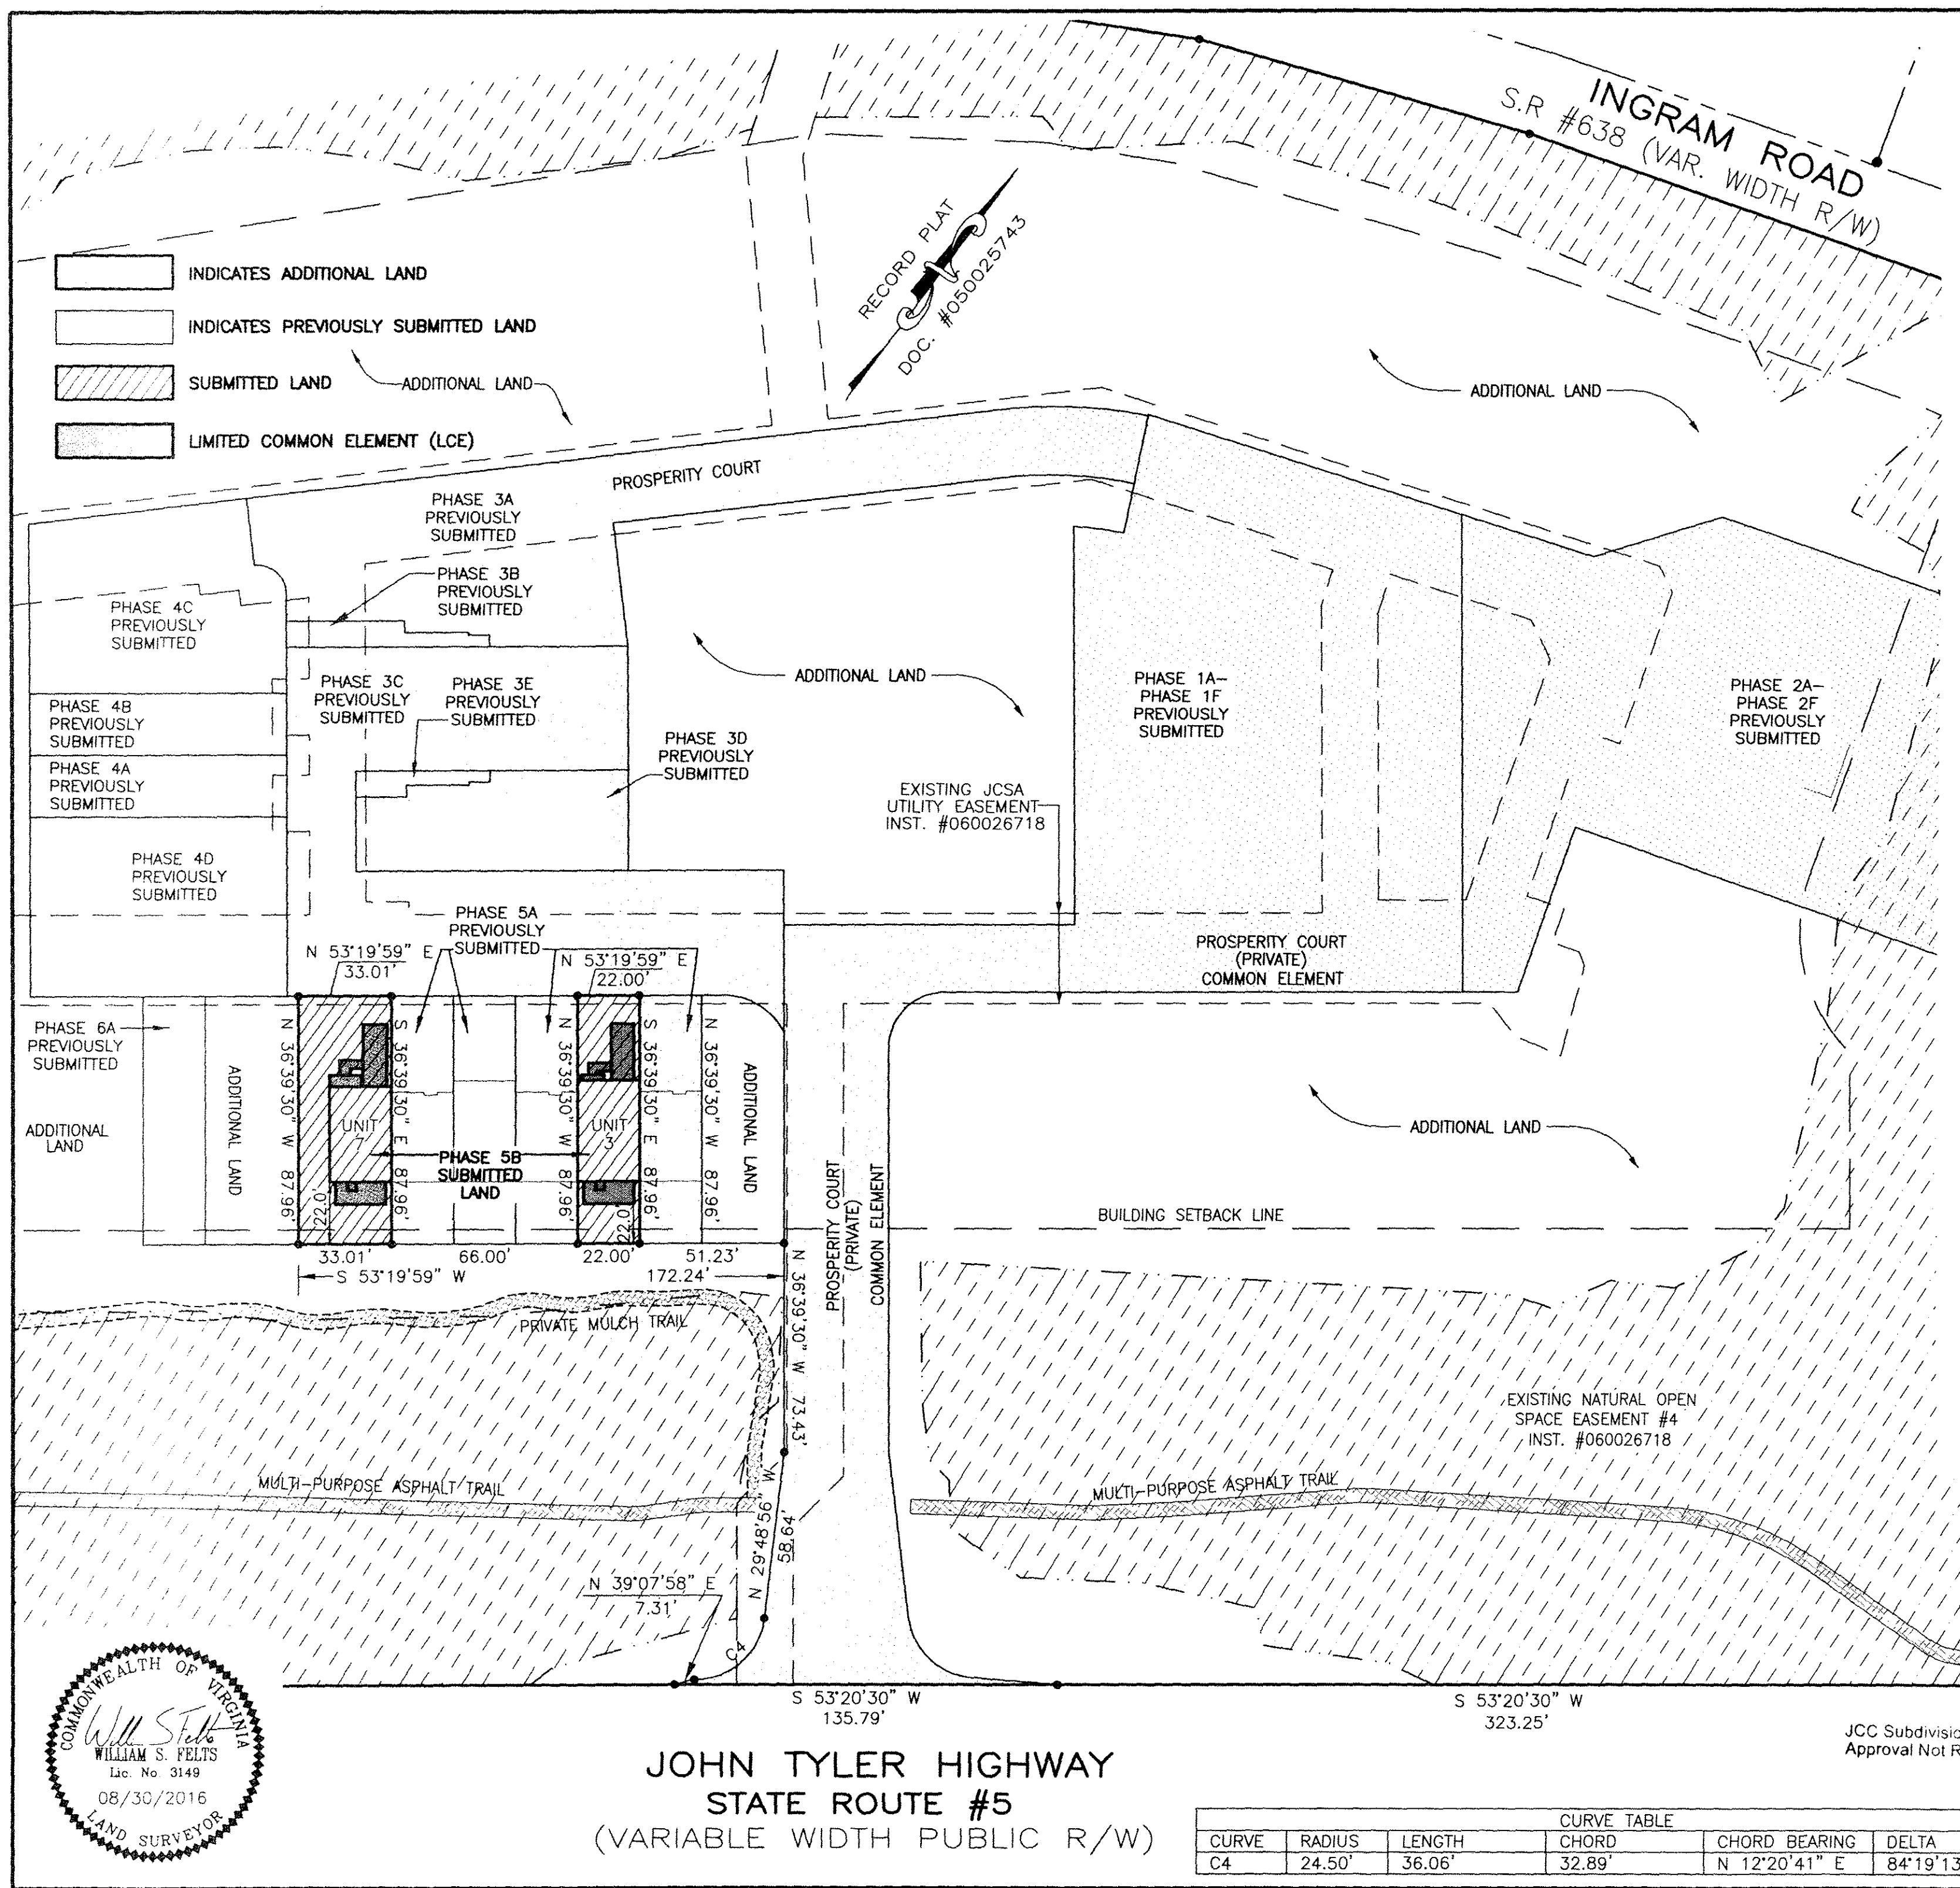 INGRAM ROAD
S.R #638 (VAR. WIDTH R/W)
RECORD PLAT
DOC. #050025743
INDICATES ADDITIONAL LAND
INDICATES PREVIOUSLY SUBMITTED LAND
SUBMITTED LAND
ADDITIONAL LAND
LIMITED COMMON ELEMENT (LCE)
ADDITIONAL LAND
PROSPERITY COURT
PHASE 3A
PREVIOUSLY
SUBMITTED
PHASE 3B
PREVIOUSLY
SUBMITTED
PHASE 4C
PREVIOUSLY
SUBMITTED
PHASE 3C
PREVIOUSLY
SUBMITTED
PHASE 3E
PREVIOUSLY
SUBMITTED
ADDITIONAL LAND
PHASE 1A-
PHASE 1F
PREVIOUSLY
SUBMITTED
PHASE 2A-
PHASE 2F
PREVIOUSLY
SUBMITTED
PHASE 4B
PREVIOUSLY
SUBMITTED
PHASE 3D
PREVIOUSLY
SUBMITTED
PHASE 4A
PREVIOUSLY
SUBMITTED
EXISTING JCSA
UTILITY EASEMENT
INST. #060026718
PHASE 4D
PREVIOUSLY
SUBMITTED
PHASE 5A
PREVIOUSLY
SUBMITTED
N 53°19'59" E
33.01'
N 53°19'59" E
22.00'
PROSPERITY COURT
(PRIVATE)
COMMON ELEMENT
PHASE 6A
PREVIOUSLY
SUBMITTED
ADDITIONAL
LAND
ADDITIONAL LAND
N 36°39'30" W 87.96'
S 36°39'30" E 87.96'
N 36°39'30" W 87.96'
S 36°39'30" E 87.96'
N 36°39'30" W 87.96'
ADDITIONAL LAND
UNIT
7
UNIT
3
PHASE 5B
SUBMITTED
LAND
22.0'
22.0'
ADDITIONAL LAND
PROSPERITY COURT
(PRIVATE)
COMMON ELEMENT
BUILDING SETBACK LINE
33.01'
66.00'
22.00'
51.23'
S 53°19'59" W
172.24'
N 36°39'30" W 73.43'
PRIVATE MULCH TRAIL
EXISTING NATURAL OPEN
SPACE EASEMENT #4
INST. #060026718
MULTI-PURPOSE ASPHALT TRAIL
MULTI-PURPOSE ASPHALT TRAIL
N 29°48'56" W
58.64'
N 39°07'58" E
7.31'
C4
S 53°20'30" W
135.79'
S 53°20'30" W
323.25'
COMMONWEALTH OF VIRGINIA
Will S Felts
WILLIAM S. FELTS
Lic. No. 3149
08/30/2016
LAND SURVEYOR
JOHN TYLER HIGHWAY
STATE ROUTE #5
(VARIABLE WIDTH PUBLIC R/W)
JCC Subdivisio
Approval Not R
CURVE TABLE
CURVE RADIUS LENGTH CHORD CHORD BEARING DELTA
C4 24.50' 36.06' 32.89' N 12°20'41" E 84°19'13